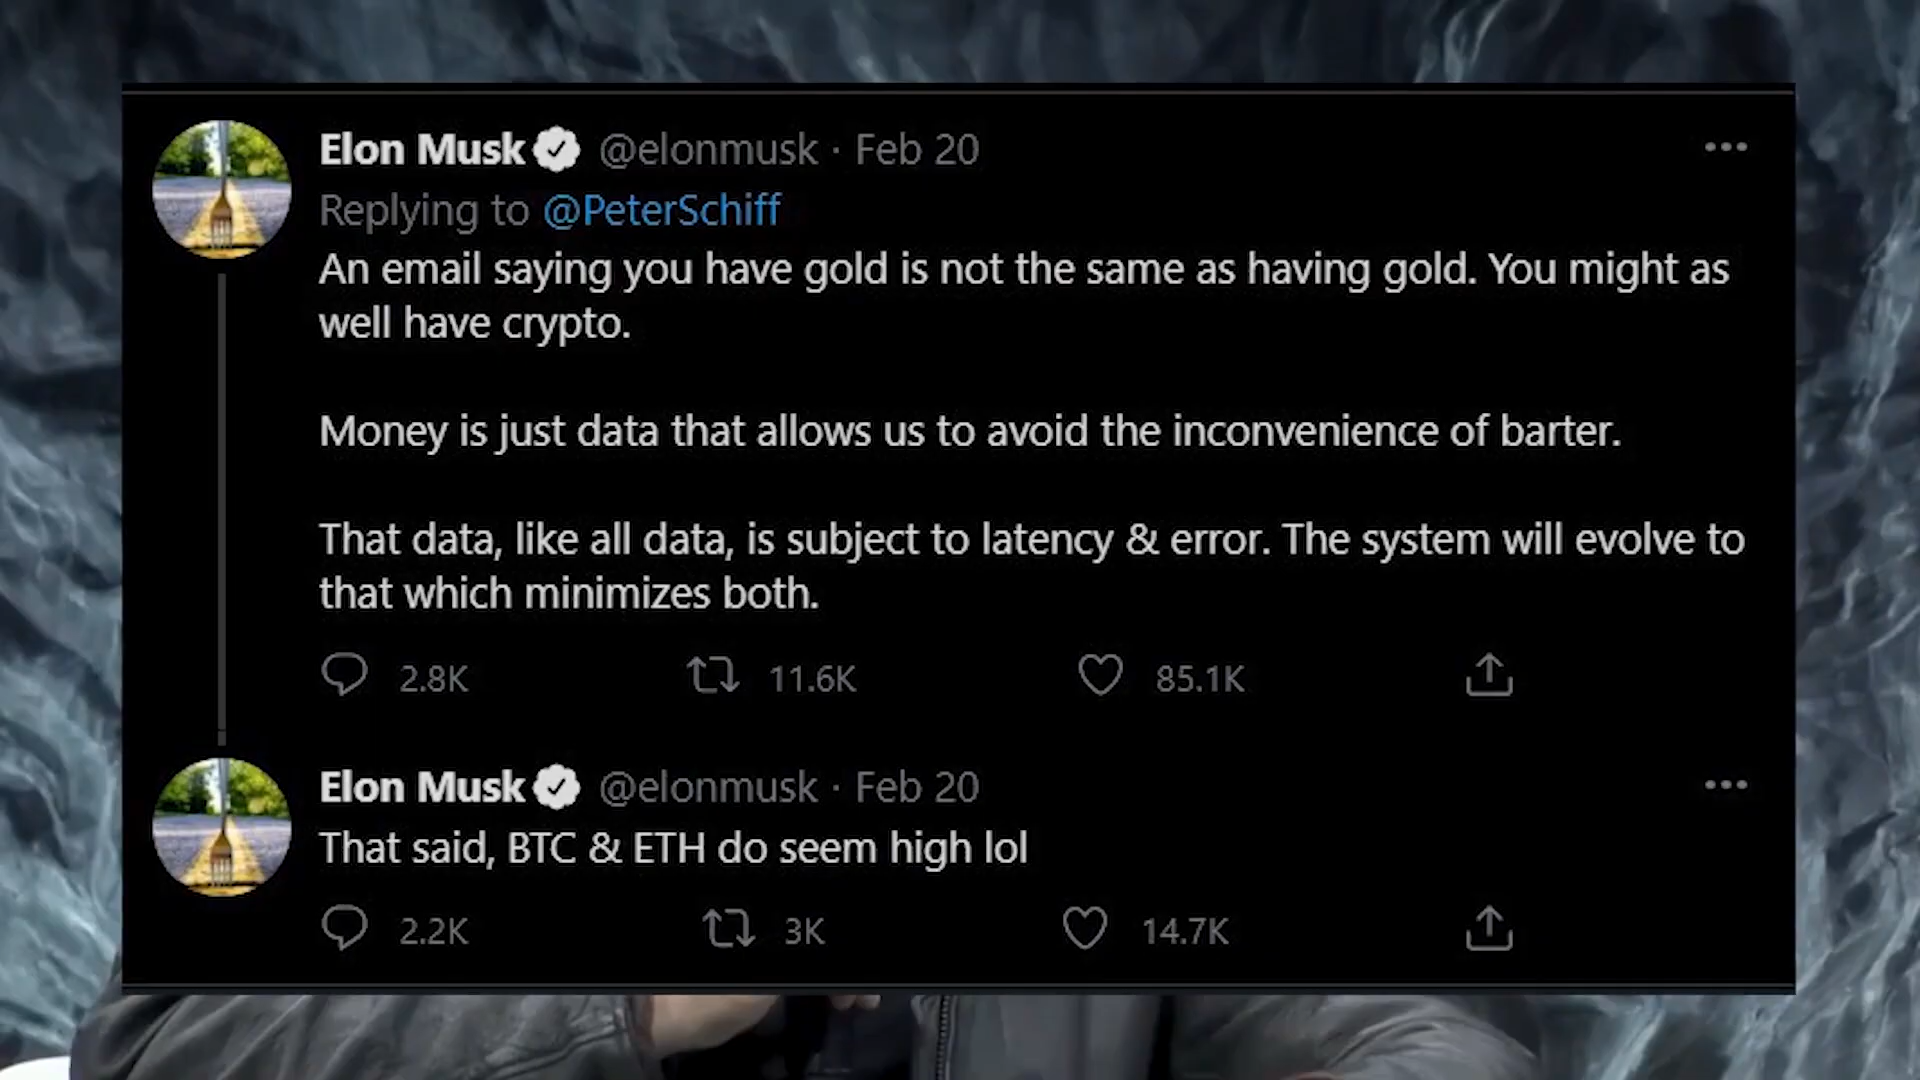 Elon Musk @elonmusk · Feb 20
Replying to @PeterSchiff
An email saying you have gold is not the same as having gold. You might as
well have crypto.
Money is just data that allows us to avoid the inconvenience of barter.
That data, like all data, is subject to latency & error. The system will evolve to
that which minimizes both.
2.8K 11.6K 85.1K
Elon Musk @elonmusk · Feb 20
That said, BTC & ETH do seem high lol
2.2K 3K 14.7K